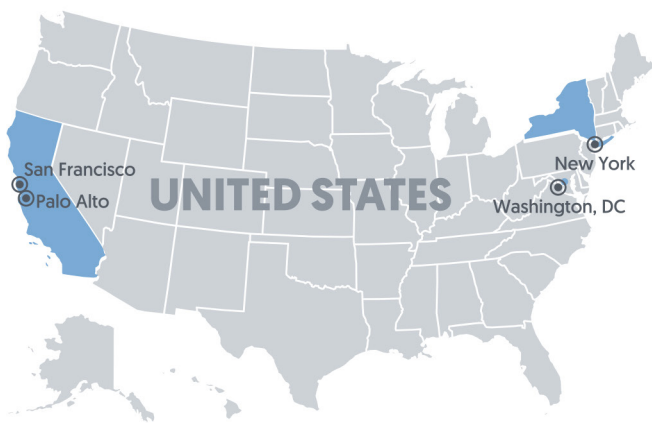 San Francisco
Palo Alto
UNITED STATES
New York
Washington, DC